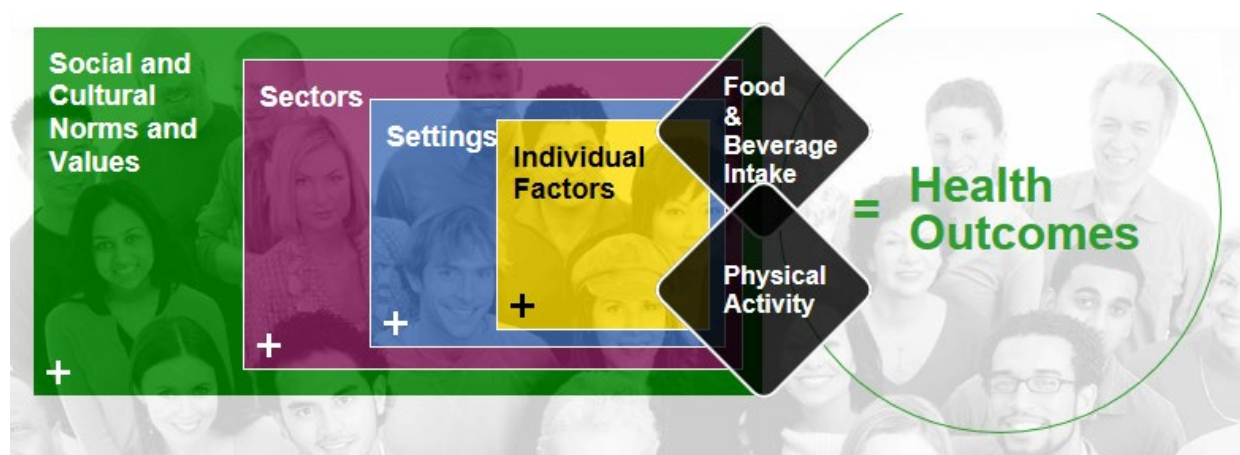 Social and
Cultural
Norms and
Values
+
Sectors
+
Settings
+
Individual
Factors
+
Food
&
Beverage
Intake
Physical
Activity
=
Health
Outcomes